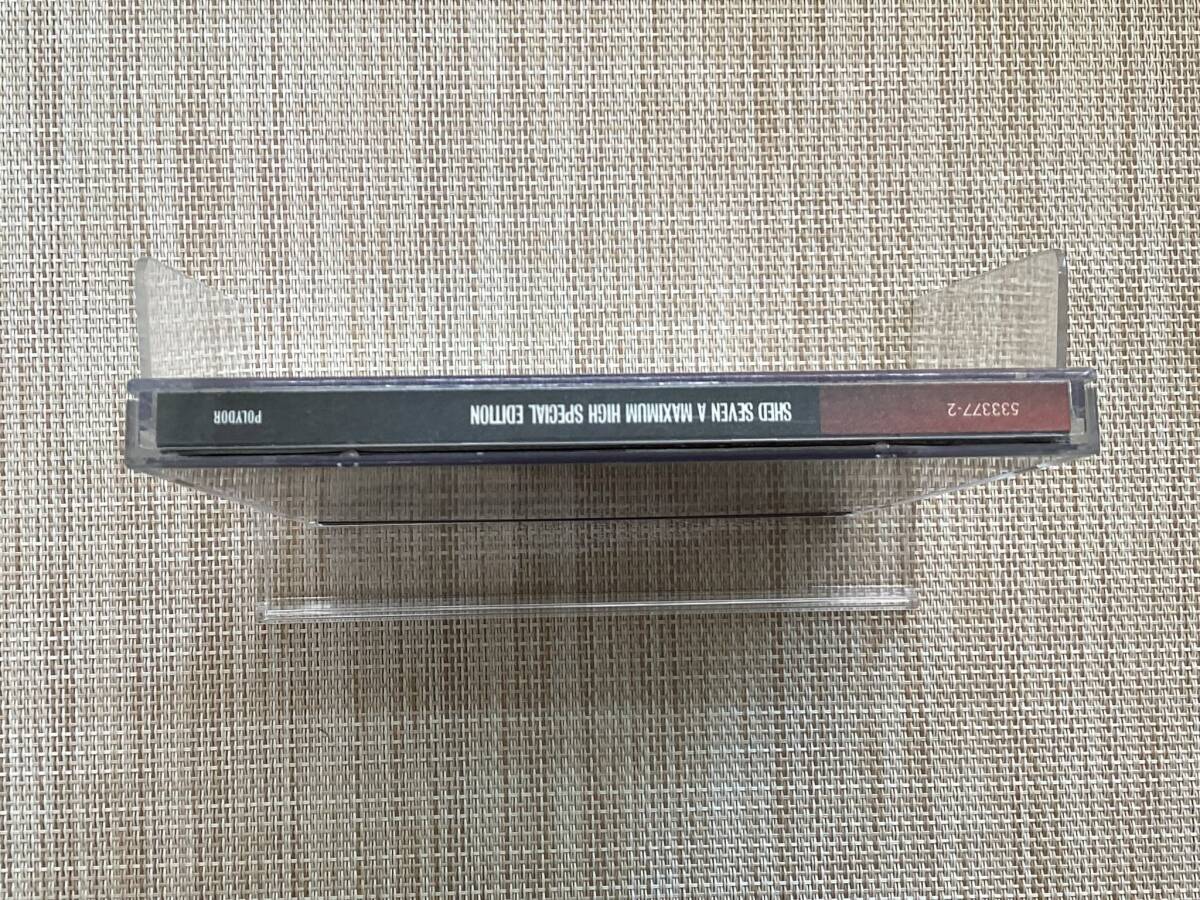 533377-2
SHED SEVEN A MAXIMUM HIGH SPECIAL EDITION
POLYDOR